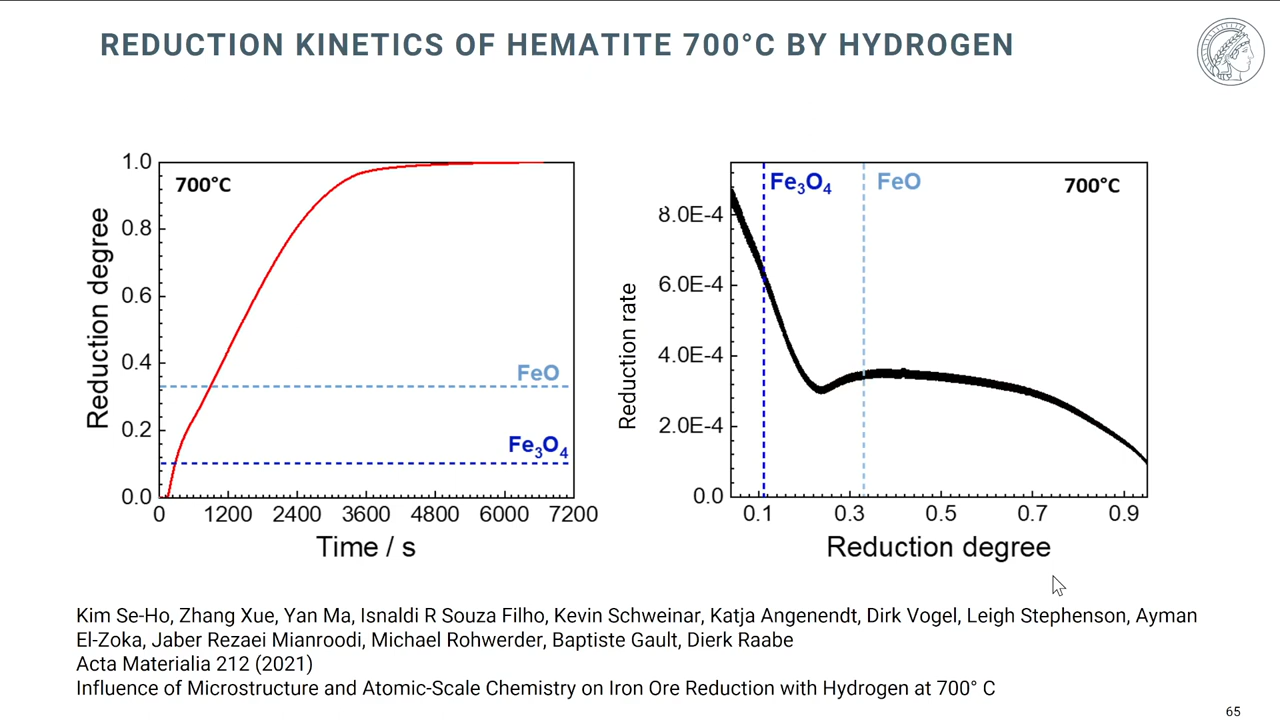 REDUCTION KINETICS OF HEMATITE 700°C BY HYDROGEN
1.0
0.8
0.6
0.4
0.2
0.0
Reduction degree
700°C
FeO
Fe₃O₄
0 1200 2400 3600 4800 6000 7200
Time / s
8.0E-4
6.0E-4
4.0E-4
2.0E-4
0.0
Reduction rate
Fe₃O₄ FeO 700°C
0.1 0.3 0.5 0.7 0.9
Reduction degree
Kim Se-Ho, Zhang Xue, Yan Ma, Isnaldi R Souza Filho, Kevin Schweinar, Katja Angenendt, Dirk Vogel, Leigh Stephenson, Ayman
El-Zoka, Jaber Rezaei Mianroodi, Michael Rohwerder, Baptiste Gault, Dierk Raabe
Acta Materialia 212 (2021)
Influence of Microstructure and Atomic-Scale Chemistry on Iron Ore Reduction with Hydrogen at 700° C
65